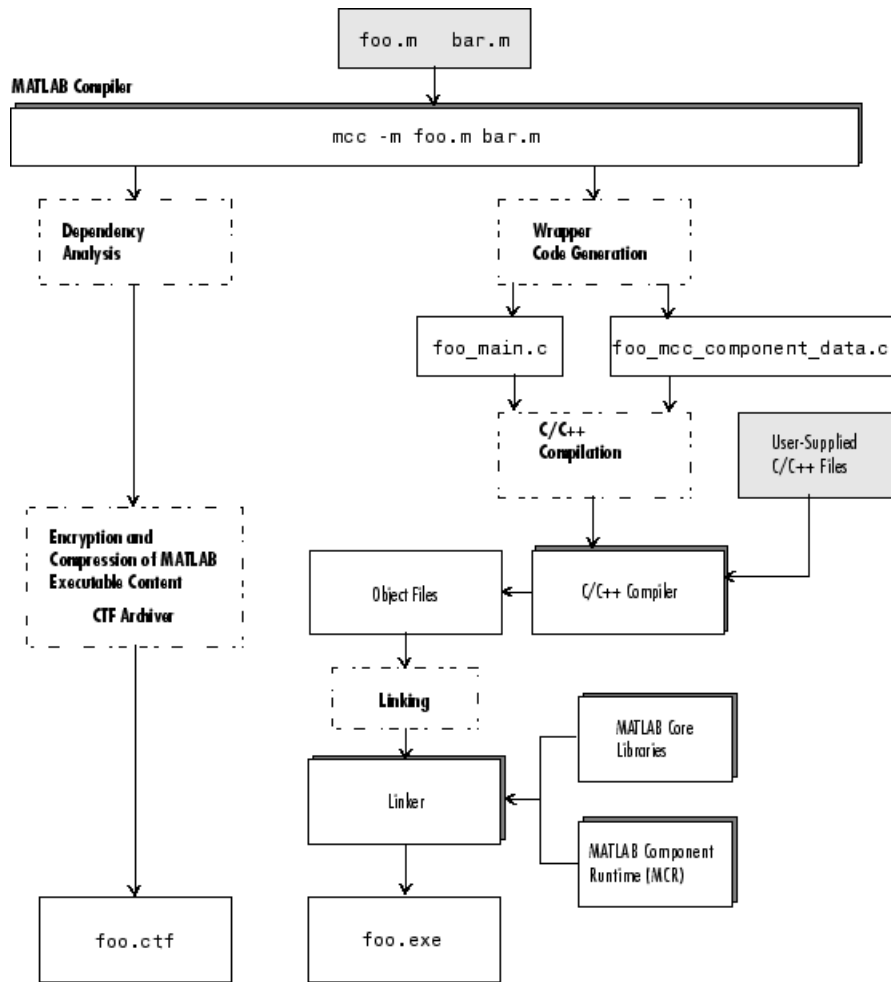 foo.m bar.m
MATLAB Compiler
mcc -m foo.m bar.m
Dependency
Analysis
Wrapper
Code Generation
foo_main.c
foo_mcc_component_data.c
C/C++
Compilation
User-Supplied
C/C++ Files
Encryption and
Compression of MATLAB
Executable Content
CTF Archiver
Object Files
C/C++ Compiler
Linking
MATLAB Core
Libraries
Linker
MATLAB Component
Runtime (MCR)
foo.ctf
foo.exe